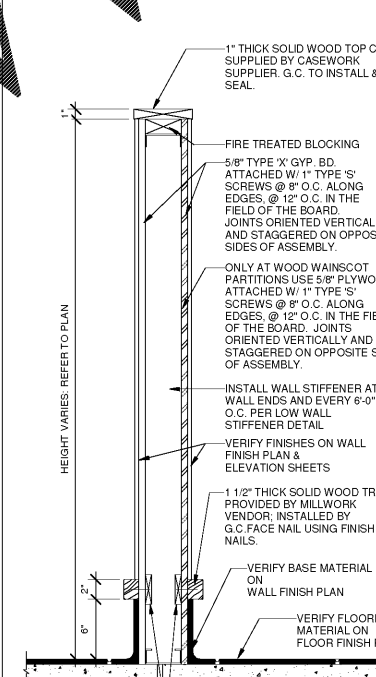 1" THICK SOLID WOOD TOP C
SUPPLIED BY CASEWORK
SUPPLIER. G.C. TO INSTALL &
SEAL.
1"
FIRE TREATED BLOCKING
5/8" TYPE 'X' GYP. BD.
ATTACHED W/ 1" TYPE 'S'
SCREWS @ 8" O.C. ALONG
EDGES, @ 12" O.C. IN THE
FIELD OF THE BOARD.
JOINTS ORIENTED VERTICAL
AND STAGGERED ON OPPOS
SIDES OF ASSEMBLY.
ONLY AT WOOD WAINSCOT
PARTITIONS USE 5/8" PLYWO
ATTACHED W/ 1" TYPE 'S'
SCREWS @ 8" O.C. ALONG
EDGES, @ 12" O.C. IN THE FIE
OF THE BOARD. JOINTS
ORIENTED VERTICALLY AND
STAGGERED ON OPPOSITE S
OF ASSEMBLY.
HEIGHT VARIES: REFER TO PLAN
INSTALL WALL STIFFENER AT
WALL ENDS AND EVERY 6'-0"
O.C. PER LOW WALL
STIFFENER DETAIL
VERIFY FINISHES ON WALL
FINISH PLAN &
ELEVATION SHEETS
1 1/2" THICK SOLID WOOD TR
PROVIDED BY MILLWORK
VENDOR; INSTALLED BY
G.C.FACE NAIL USING FINISH
NAILS.
2"
VERIFY BASE MATERIAL
ON
WALL FINISH PLAN
6"
VERIFY FLOORI
MATERIAL ON
FLOOR FINISH P